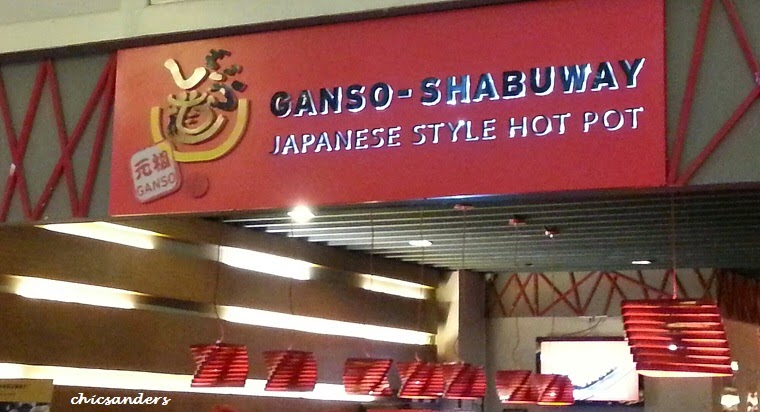 GANSO-SHABUWAY
JAPANESE STYLE HOT POT
元祖
GANSO
chicsanders